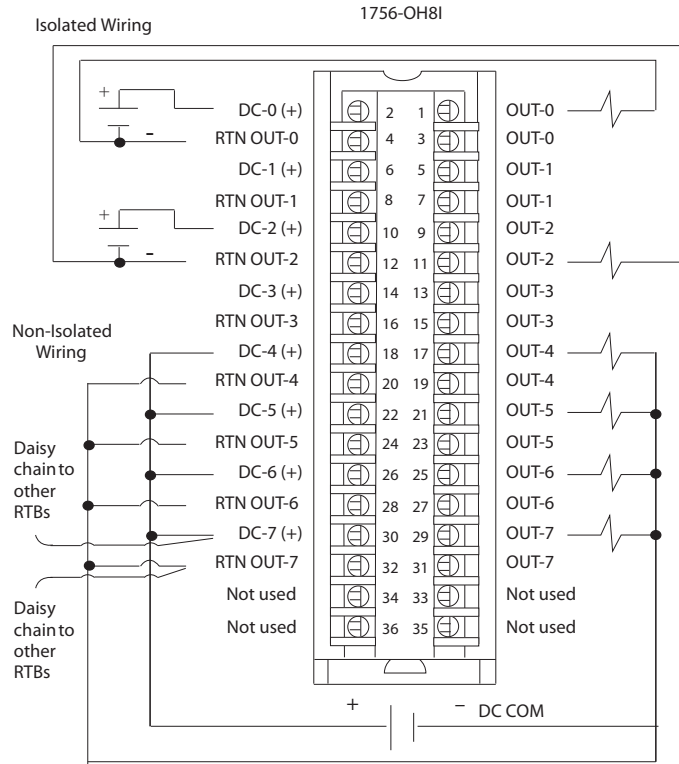 1756-OH8I
Isolated Wiring
+
DC-0 (+) 2 1 OUT-0
-
RTN OUT-0 4 3 OUT-0
DC-1 (+) 6 5 OUT-1
RTN OUT-1 8 7 OUT-1
+
DC-2 (+) 10 9 OUT-2
-
RTN OUT-2 12 11 OUT-2
DC-3 (+) 14 13 OUT-3
RTN OUT-3 16 15 OUT-3
Non-Isolated
Wiring
DC-4 (+) 18 17 OUT-4
RTN OUT-4 20 19 OUT-4
DC-5 (+) 22 21 OUT-5
RTN OUT-5 24 23 OUT-5
Daisy
chain to
other
RTBs
DC-6 (+) 26 25 OUT-6
RTN OUT-6 28 27 OUT-6
DC-7 (+) 30 29 OUT-7
RTN OUT-7 32 31 OUT-7
Not used 34 33 Not used
Not used 36 35 Not used
Daisy
chain to
other
RTBs
+ − DC COM